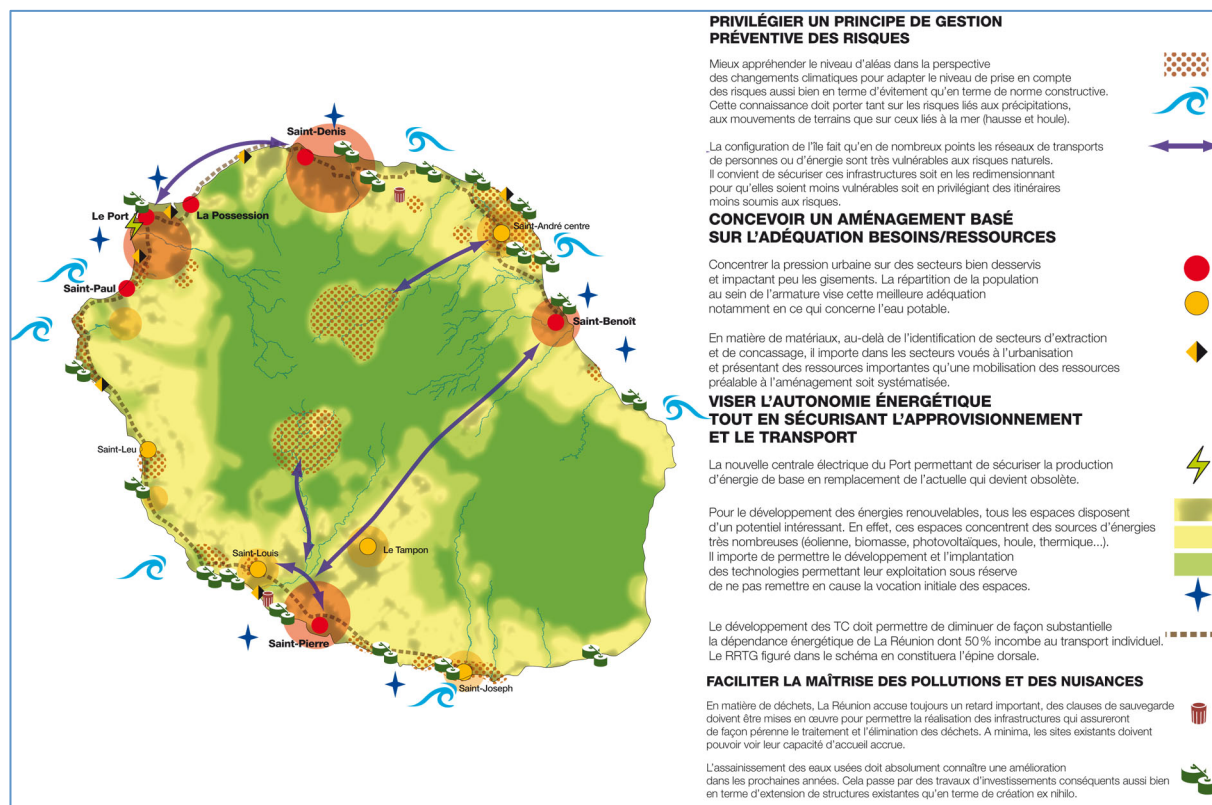 Saint-Denis
Le Port
La Possession
Saint-André centre
Saint-Paul
Saint-Benoît
Saint-Leu
Saint-Louis
Le Tampon
Saint-Pierre
Saint-Joseph
PRIVILÉGIER UN PRINCIPE DE GESTION
PRÉVENTIVE DES RISQUES
Mieux appréhender le niveau d'aléas dans la perspective
des changements climatiques pour adapter le niveau de prise en compte
des risques aussi bien en terme d'évitement qu'en terme de norme constructive.
Cette connaissance doit porter tant sur les risques liés aux précipitations,
aux mouvements de terrains que sur ceux liés à la mer (hausse et houle).
La configuration de l'île fait qu'en de nombreux points les réseaux de transports
de personnes ou d'énergie sont très vulnérables aux risques naturels.
Il convient de sécuriser ces infrastructures soit en les redimensionnant
pour qu'elles soient moins vulnérables soit en privilégiant des itinéraires
moins soumis aux risques.
CONCEVOIR UN AMÉNAGEMENT BASÉ
SUR L'ADÉQUATION BESOINS/RESSOURCES
Concentrer la pression urbaine sur des secteurs bien desservis
et impactant peu les gisements. La répartition de la population
au sein de l'armature vise cette meilleure adéquation
notamment en ce qui concerne l'eau potable.
En matière de matériaux, au-delà de l'identification de secteurs d'extraction
et de concassage, il importe dans les secteurs voués à l'urbanisation
et présentant des ressources importantes qu'une mobilisation des ressources
préalable à l'aménagement soit systématisée.
VISER L'AUTONOMIE ÉNERGÉTIQUE
TOUT EN SÉCURISANT L'APPROVISIONNEMENT
ET LE TRANSPORT
La nouvelle centrale électrique du Port permettant de sécuriser la production
d'énergie de base en remplacement de l'actuelle qui devient obsolète.
Pour le développement des énergies renouvelables, tous les espaces disposent
d'un potentiel intéressant. En effet, ces espaces concentrent des sources d'énergies
très nombreuses (éolienne, biomasse, photovoltaïques, houle, thermique...).
Il importe de permettre le développement et l'implantation
des technologies permettant leur exploitation sous réserve
de ne pas remettre en cause la vocation initiale des espaces.
Le développement des TC doit permettre de diminuer de façon substantielle
la dépendance énergétique de La Réunion dont 50 % incombe au transport individuel.
Le RRTG figuré dans le schéma en constituera l'épine dorsale.
FACILITER LA MAÎTRISE DES POLLUTIONS ET DES NUISANCES
En matière de déchets, La Réunion accuse toujours un retard important, des clauses de sauvegarde
doivent être mises en œuvre pour permettre la réalisation des infrastructures qui assureront
de façon pérenne le traitement et l'élimination des déchets. A minima, les sites existants doivent
pouvoir voir leur capacité d'accueil accrue.
L'assainissement des eaux usées doit absolument connaître une amélioration
dans les prochaines années. Cela passe par des travaux d'investissements conséquents aussi bien
en terme d'extension de structures existantes qu'en terme de création ex nihilo.